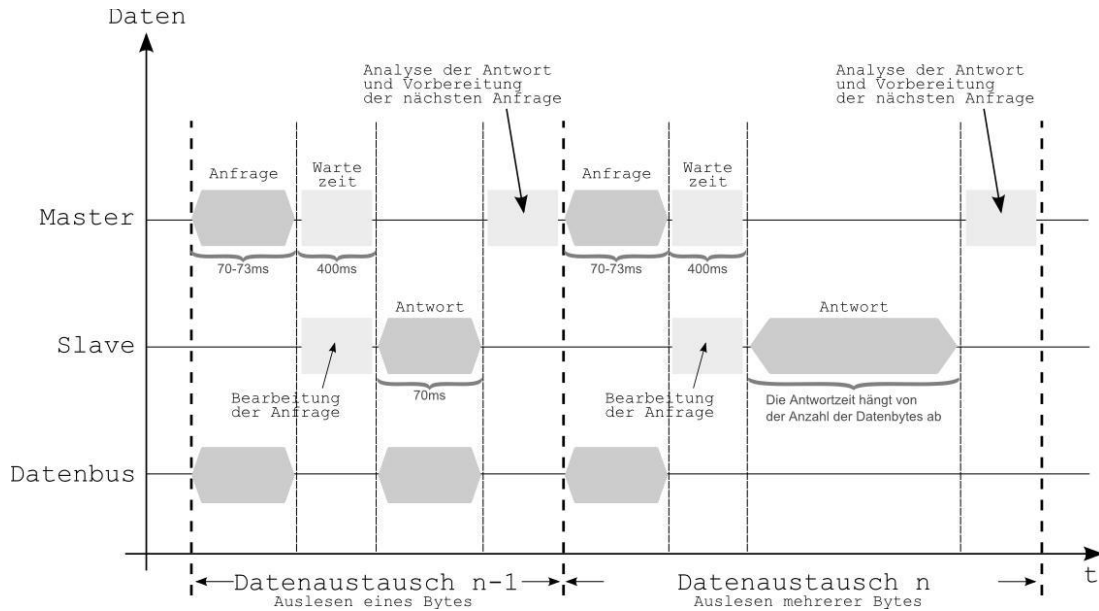 Daten
Analyse der Antwort
und Vorbereitung
der nächsten Anfrage
Analyse der Antwort
und Vorbereitung
der nächsten Anfrage
Anfrage
Warte
zeit
Anfrage
Warte
zeit
Master
70-73ms
400ms
70-73ms
400ms
Antwort
Antwort
Slave
Bearbeitung
der Anfrage
70ms
Bearbeitung
der Anfrage
Die Antwortzeit hängt von
der Anzahl der Datenbytes ab
Datenbus
t
Datenaustausch n-1
Auslesen eines Bytes
Datenaustausch n
Auslesen mehrerer Bytes